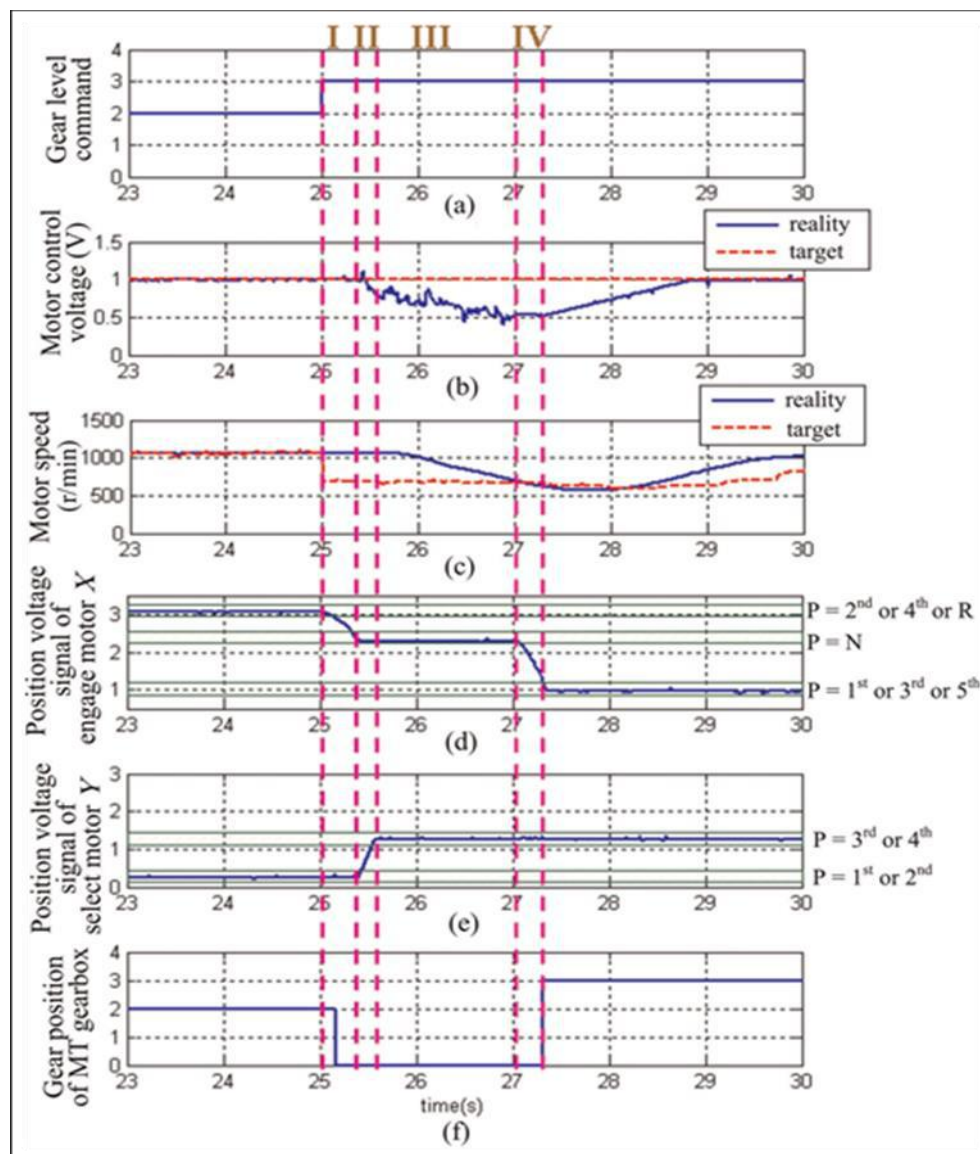 I II III IV
Gear level
command
4
3
2
1
0
23 24 25 26 27 28 29 30
(a)
Motor control
voltage (V)
1.5
1
0.5
0
reality
target
23 24 25 26 27 28 29 30
(b)
Motor speed
(r/min)
1500
1000
500
0
reality
target
23 24 25 26 27 28 29 30
(c)
Position voltage
signal of
engage motor X
3
2
1
P = 2nd or 4th or R
P = N
P = 1st or 3rd or 5th
23 24 25 26 27 28 29 30
(d)
Position voltage
signal of
select motor Y
3
2
1
0
P = 3rd or 4th
P = 1st or 2nd
23 24 25 26 27 28 29 30
(e)
Gear position
of MT gearbox
4
3
2
1
0
23 24 25 26 27 28 29 30
time(s)
(f)